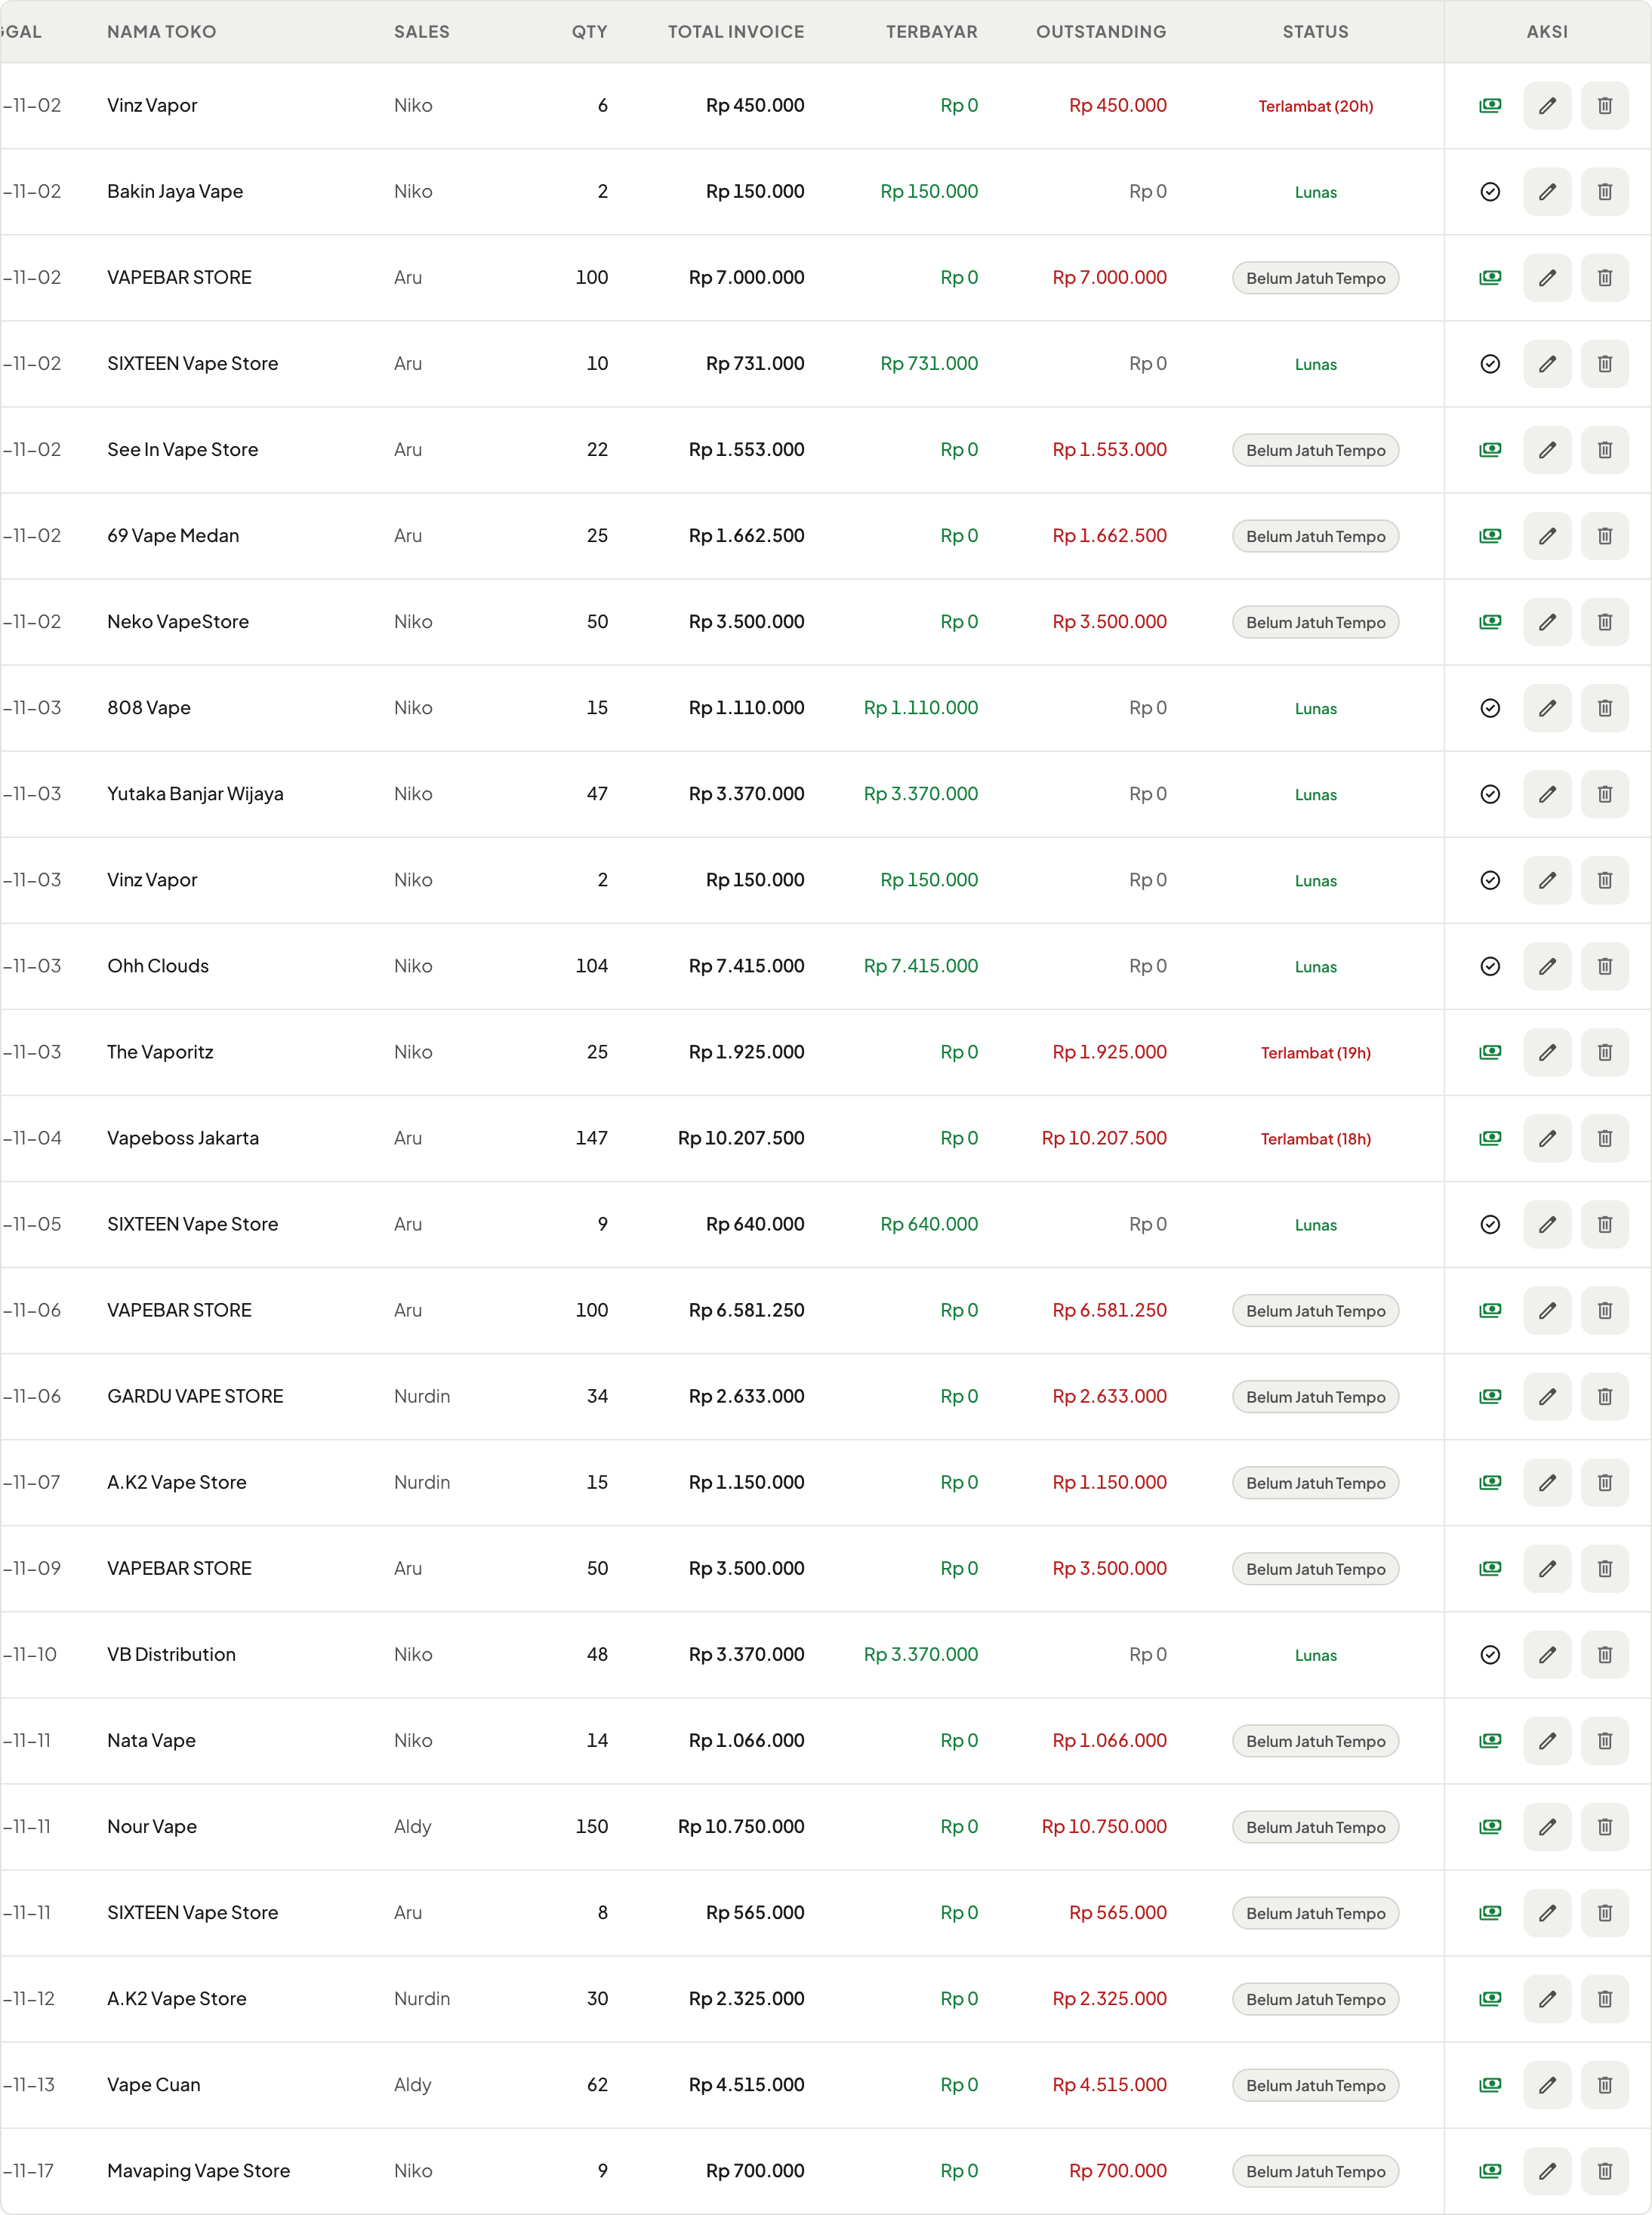 GGAL NAMA TOKO SALES QTY TOTAL INVOICE TERBAYAR OUTSTANDING STATUS AKSI
-11-02 Vinz Vapor Niko 6 Rp 450.000 Rp 0 Rp 450.000 Terlambat (20h)
-11-02 Bakin Jaya Vape Niko 2 Rp 150.000 Rp 150.000 Rp 0 Lunas
-11-02 VAPEBAR STORE Aru 100 Rp 7.000.000 Rp 0 Rp 7.000.000 Belum Jatuh Tempo
-11-02 SIXTEEN Vape Store Aru 10 Rp 731.000 Rp 731.000 Rp 0 Lunas
-11-02 See In Vape Store Aru 22 Rp 1.553.000 Rp 0 Rp 1.553.000 Belum Jatuh Tempo
-11-02 69 Vape Medan Aru 25 Rp 1.662.500 Rp 0 Rp 1.662.500 Belum Jatuh Tempo
-11-02 Neko VapeStore Niko 50 Rp 3.500.000 Rp 0 Rp 3.500.000 Belum Jatuh Tempo
-11-03 808 Vape Niko 15 Rp 1.110.000 Rp 1.110.000 Rp 0 Lunas
-11-03 Yutaka Banjar Wijaya Niko 47 Rp 3.370.000 Rp 3.370.000 Rp 0 Lunas
-11-03 Vinz Vapor Niko 2 Rp 150.000 Rp 150.000 Rp 0 Lunas
-11-03 Ohh Clouds Niko 104 Rp 7.415.000 Rp 7.415.000 Rp 0 Lunas
-11-03 The Vaporitz Niko 25 Rp 1.925.000 Rp 0 Rp 1.925.000 Terlambat (19h)
-11-04 Vapeboss Jakarta Aru 147 Rp 10.207.500 Rp 0 Rp 10.207.500 Terlambat (18h)
-11-05 SIXTEEN Vape Store Aru 9 Rp 640.000 Rp 640.000 Rp 0 Lunas
-11-06 VAPEBAR STORE Aru 100 Rp 6.581.250 Rp 0 Rp 6.581.250 Belum Jatuh Tempo
-11-06 GARDU VAPE STORE Nurdin 34 Rp 2.633.000 Rp 0 Rp 2.633.000 Belum Jatuh Tempo
-11-07 A.K2 Vape Store Nurdin 15 Rp 1.150.000 Rp 0 Rp 1.150.000 Belum Jatuh Tempo
-11-09 VAPEBAR STORE Aru 50 Rp 3.500.000 Rp 0 Rp 3.500.000 Belum Jatuh Tempo
-11-10 VB Distribution Niko 48 Rp 3.370.000 Rp 3.370.000 Rp 0 Lunas
-11-11 Nata Vape Niko 14 Rp 1.066.000 Rp 0 Rp 1.066.000 Belum Jatuh Tempo
-11-11 Nour Vape Aldy 150 Rp 10.750.000 Rp 0 Rp 10.750.000 Belum Jatuh Tempo
-11-11 SIXTEEN Vape Store Aru 8 Rp 565.000 Rp 0 Rp 565.000 Belum Jatuh Tempo
-11-12 A.K2 Vape Store Nurdin 30 Rp 2.325.000 Rp 0 Rp 2.325.000 Belum Jatuh Tempo
-11-13 Vape Cuan Aldy 62 Rp 4.515.000 Rp 0 Rp 4.515.000 Belum Jatuh Tempo
-11-17 Mavaping Vape Store Niko 9 Rp 700.000 Rp 0 Rp 700.000 Belum Jatuh Tempo